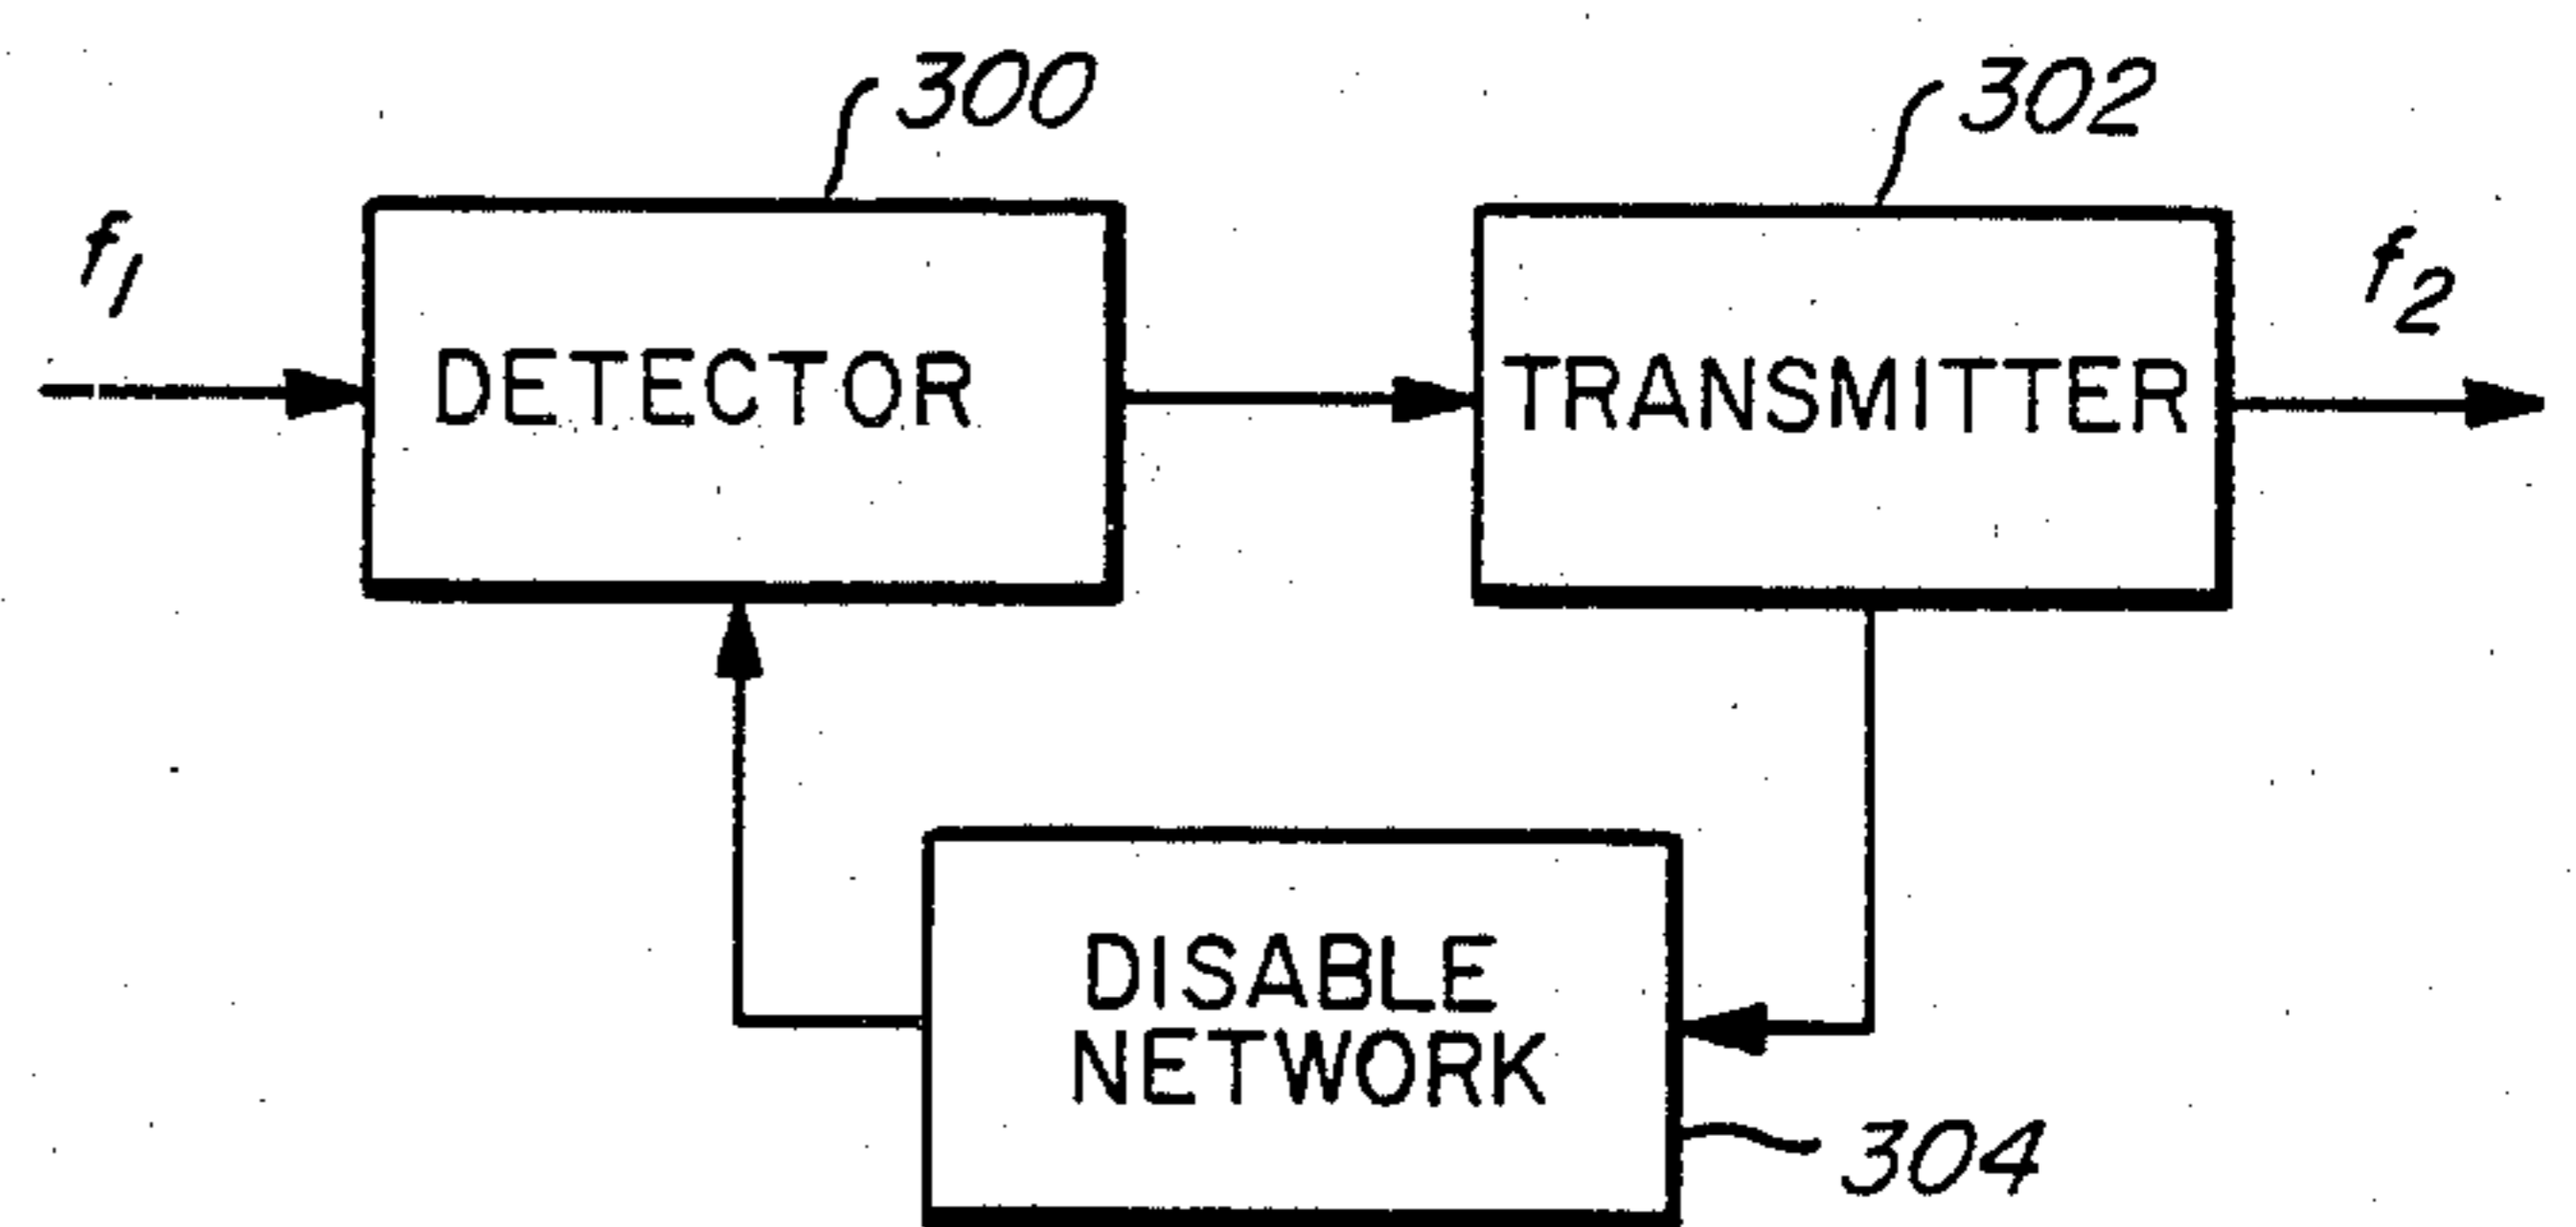 300
302
f1
f2
DETECTOR
TRANSMITTER
DISABLE
NETWORK
304